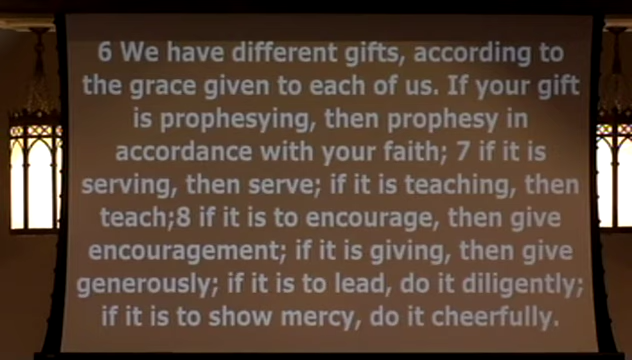 6 We have different gifts, according to
the grace given to each of us. If your gift
is prophesying, then prophesy in
accordance with your faith; 7 if it is
serving, then serve; if it is teaching, then
teach;8 if it is to encourage, then give
encouragement; if it is giving, then give
generously; if it is to lead, do it diligently;
if it is to show mercy, do it cheerfully.